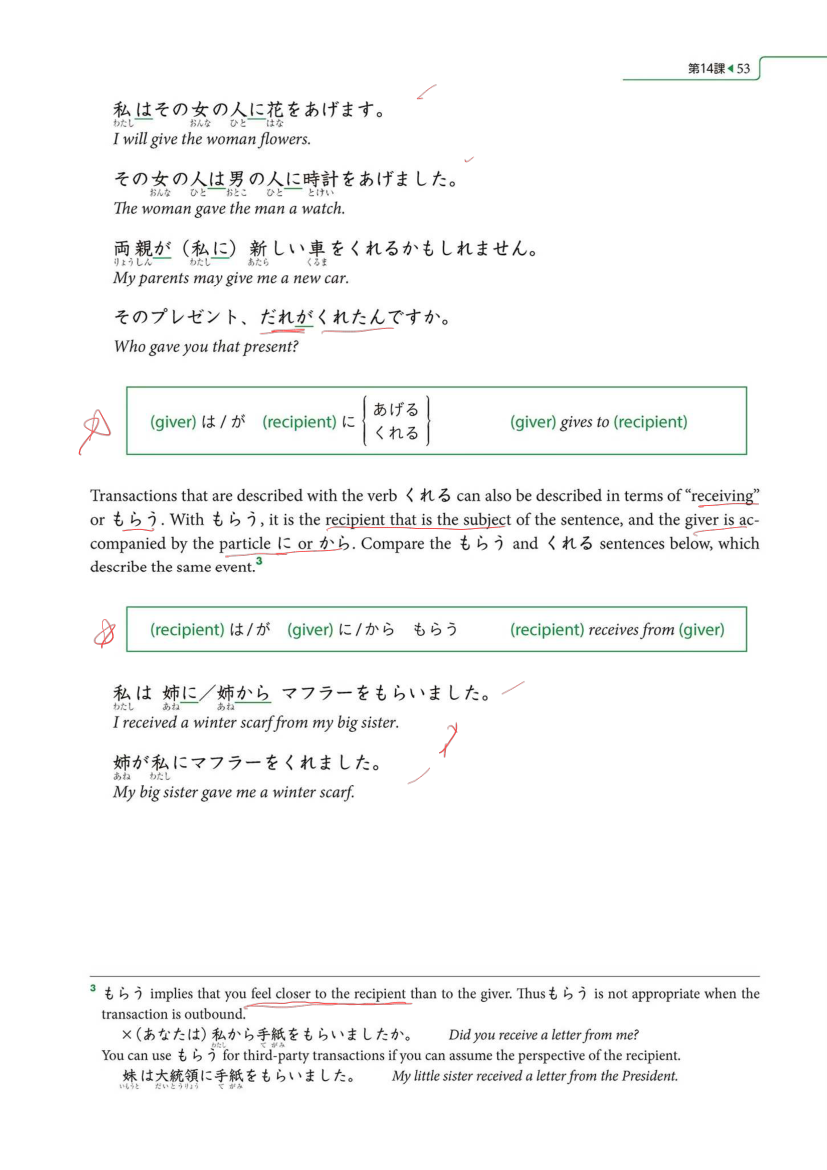 第14課◀53
私はその女の人に花をあげます。
わたし おんな ひと はな
I will give the woman flowers.
その女の人は男の人に時計をあげました。
おんな ひと おとこ ひと とけい
The woman gave the man a watch.
両親が（私に）新しい車をくれるかもしれません。
りょうしん わたし あたら くるま
My parents may give me a new car.
そのプレゼント、だれがくれたんですか。
Who gave you that present?
(giver) は / が (recipient) に { あげる くれる } (giver) gives to (recipient)
Transactions that are described with the verb くれる can also be described in terms of “receiving”
or もらう. With もらう, it is the recipient that is the subject of the sentence, and the giver is ac-
companied by the particle に or から. Compare the もらう and くれる sentences below, which
describe the same event.3
(recipient) は / が (giver) に / から もらう (recipient) receives from (giver)
私は 姉に／姉から マフラーをもらいました。
わたし あね あね
I received a winter scarf from my big sister.
姉が私にマフラーをくれました。
あね わたし
My big sister gave me a winter scarf.
3 もらう implies that you feel closer to the recipient than to the giver. Thusもらう is not appropriate when the
transaction is outbound.
×(あなたは) 私から手紙をもらいましたか。 Did you receive a letter from me?
わたし てがみ
You can use もらう for third-party transactions if you can assume the perspective of the recipient.
妹は大統領に手紙をもらいました。 My little sister received a letter from the President.
いもうと だいとうりょう てがみ